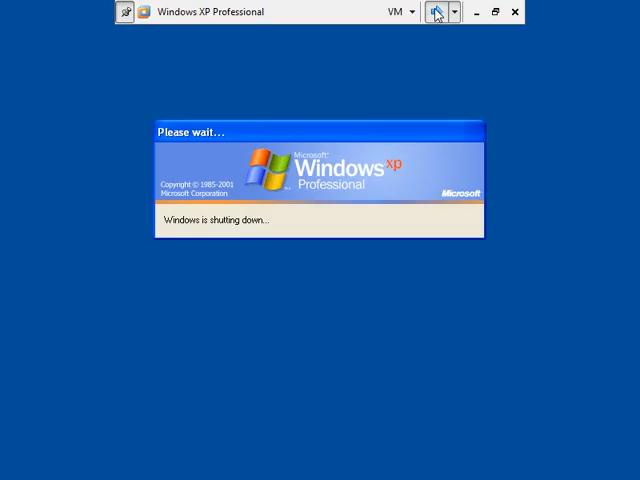 Windows XP Professional
VM
Please wait...
Microsoft®
Windows xp
Professional
Copyright © 1985-2001
Microsoft Corporation
Microsoft
Windows is shutting down...